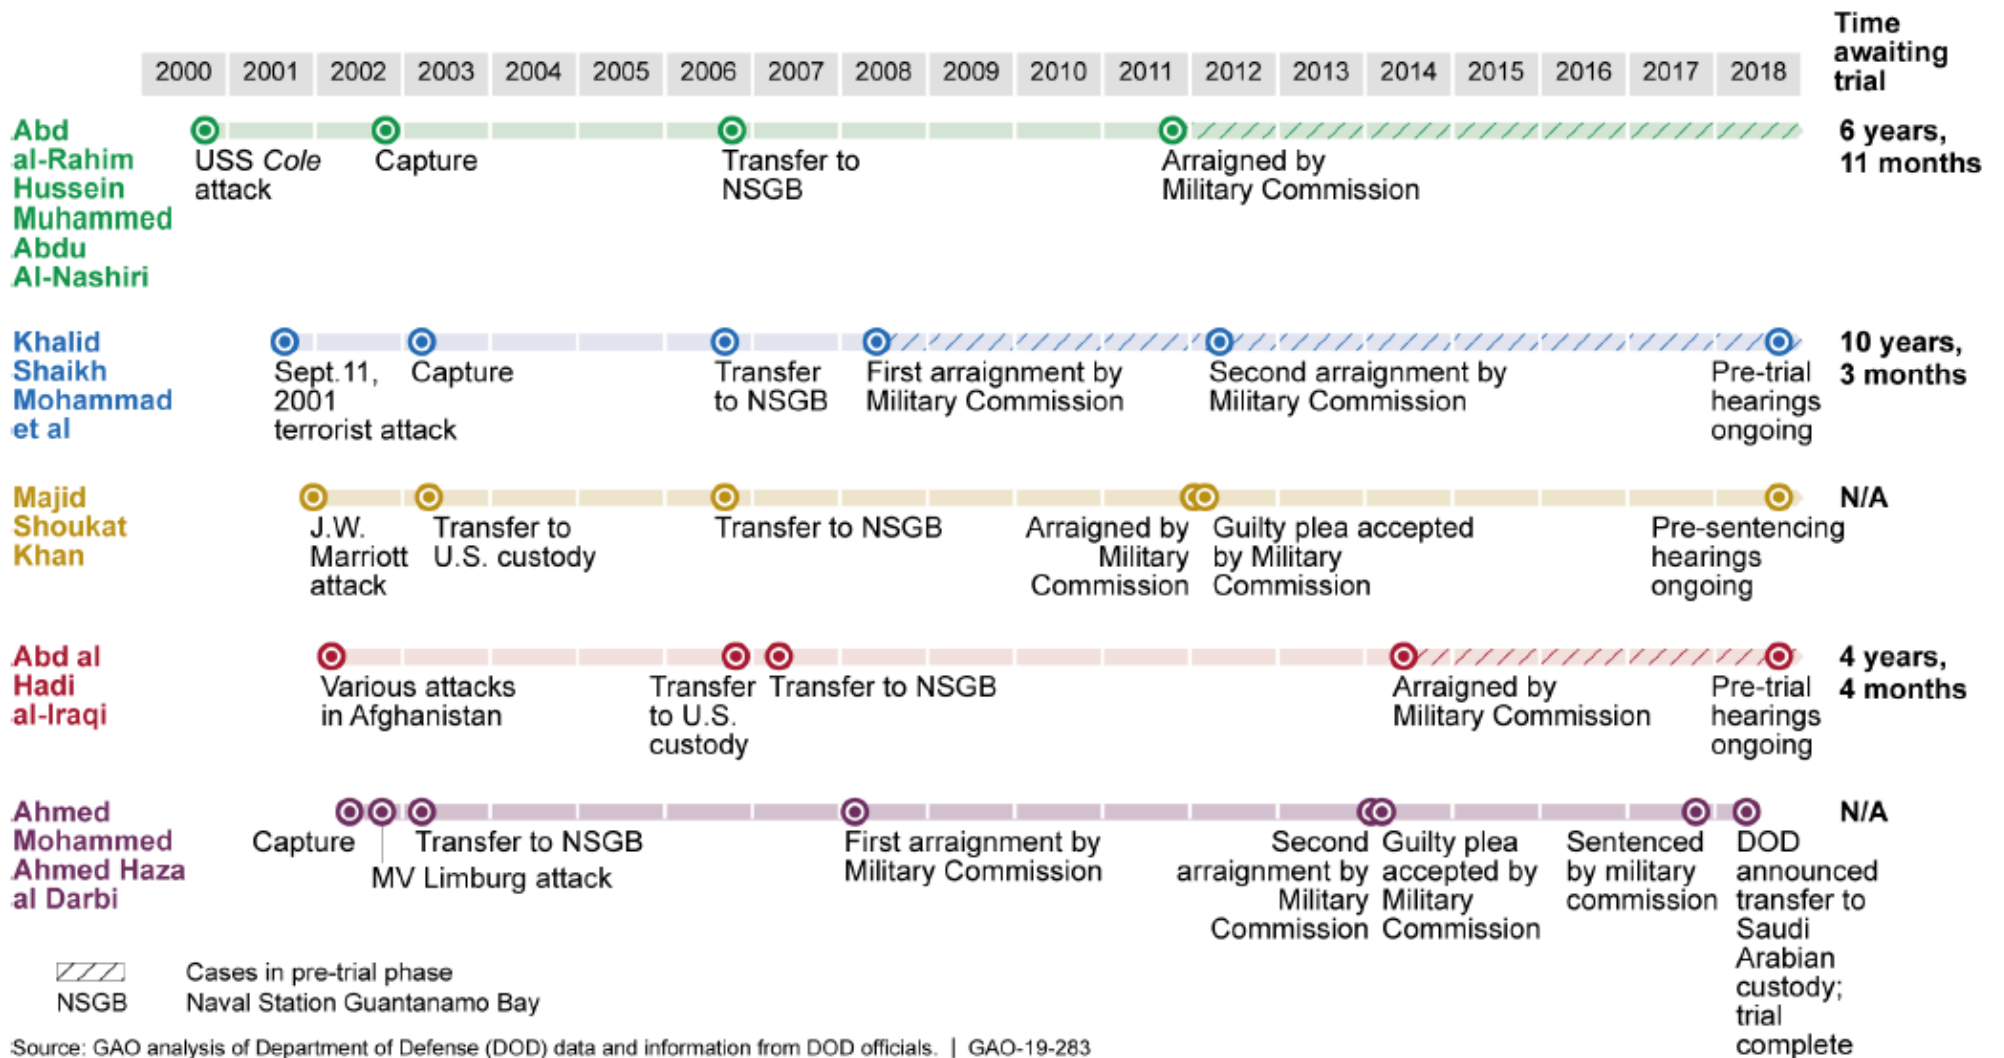 Time
awaiting
trial
2000 2001 2002 2003 2004 2005 2006 2007 2008 2009 2010 2011 2012 2013 2014 2015 2016 2017 2018
Abd
al-Rahim
Hussein
Muhammed
Abdu
Al-Nashiri
USS Cole
attack
Capture
Transfer to
NSGB
Arraigned by
Military Commission
6 years,
11 months
Khalid
Shaikh
Mohammad
et al
Sept.11,
2001
terrorist attack
Capture
Transfer
to NSGB
First arraignment by
Military Commission
Second arraignment by
Military Commission
Pre-trial
hearings
ongoing
10 years,
3 months
Majid
Shoukat
Khan
J.W.
Marriott
attack
Transfer to
U.S. custody
Transfer to NSGB
Arraigned by
Military
Commission
Guilty plea accepted
by Military
Commission
Pre-sentencing
hearings
ongoing
N/A
Abd al
Hadi
al-Iraqi
Various attacks
in Afghanistan
Transfer
to U.S.
custody
Transfer to NSGB
Arraigned by
Military Commission
Pre-trial
hearings
ongoing
4 years,
4 months
Ahmed
Mohammed
Ahmed Haza
al Darbi
Capture
MV Limburg attack
Transfer to NSGB
First arraignment by
Military Commission
Second
arraignment by
Military
Commission
Guilty plea
accepted by
Military
Commission
Sentenced
by military
commission
DOD
announced
transfer to
Saudi
Arabian
custody;
trial
complete
N/A
Cases in pre-trial phase
NSGB Naval Station Guantanamo Bay
Source: GAO analysis of Department of Defense (DOD) data and information from DOD officials. | GAO-19-283